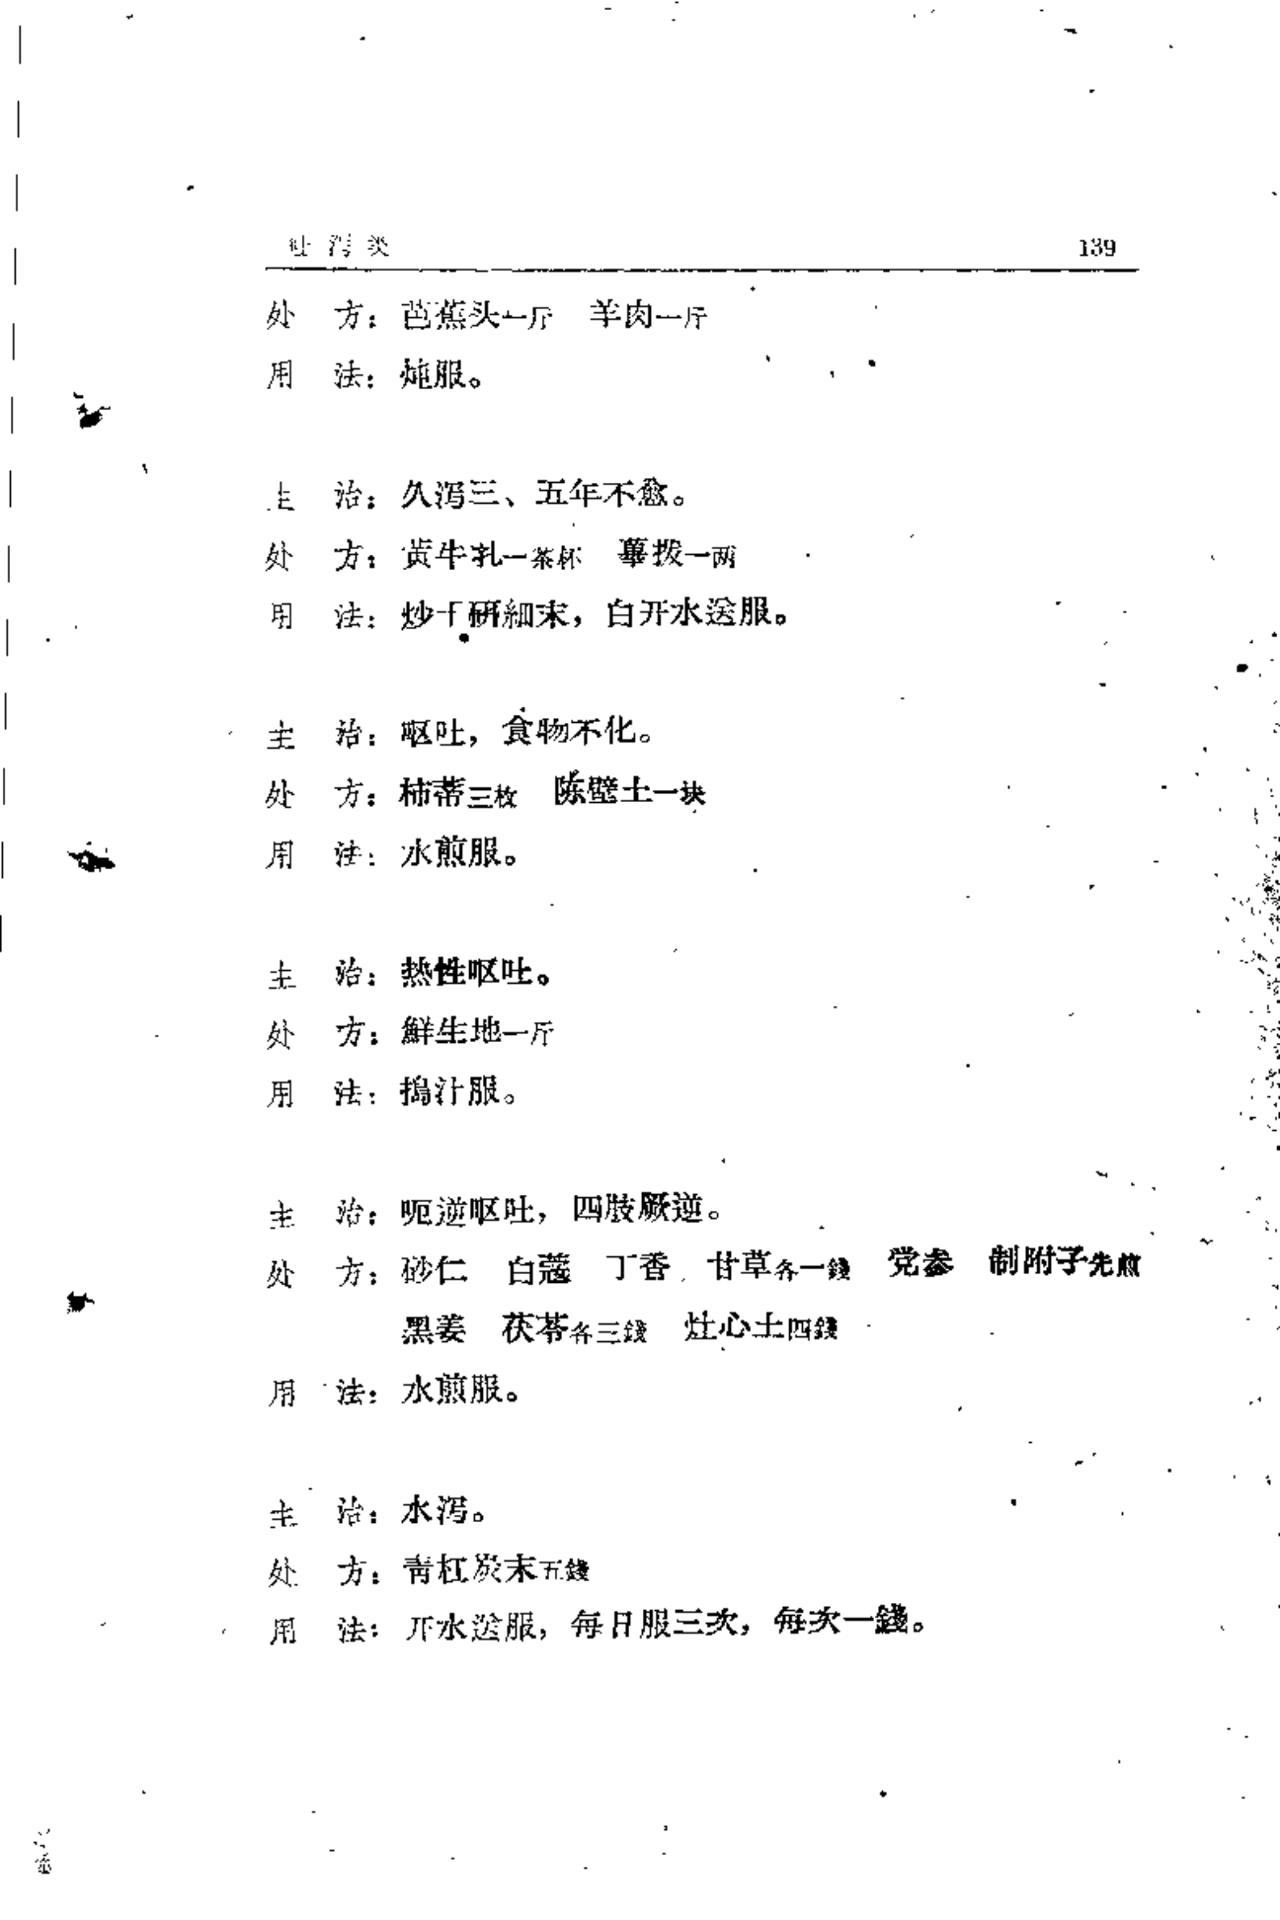 吐泻类 139
处 方：芭蕉头一斤 羊肉一斤
用 法：炖服。
主 治：久泻三、五年不愈。
处 方：黄牛乳一茶杯 蓽拨一两
用 法：炒干研細末，白开水送服。
主 治：呕吐，食物不化。
处 方：柿蒂三枚 陈壁土一块
用 法：水煎服。
主 治：热性呕吐。
处 方：鮮生地一斤
用 法：搗汁服。
主 治：呃逆呕吐，四肢厥逆。
处 方：砂仁 白蔻 丁香 甘草各一錢 党参 制附子先煎
黑姜 茯苓各三錢 灶心土四錢
用 法：水煎服。
主 治：水泻。
处 方：青杠炭末五錢
用 法：开水送服，每日服三次，每次一錢。